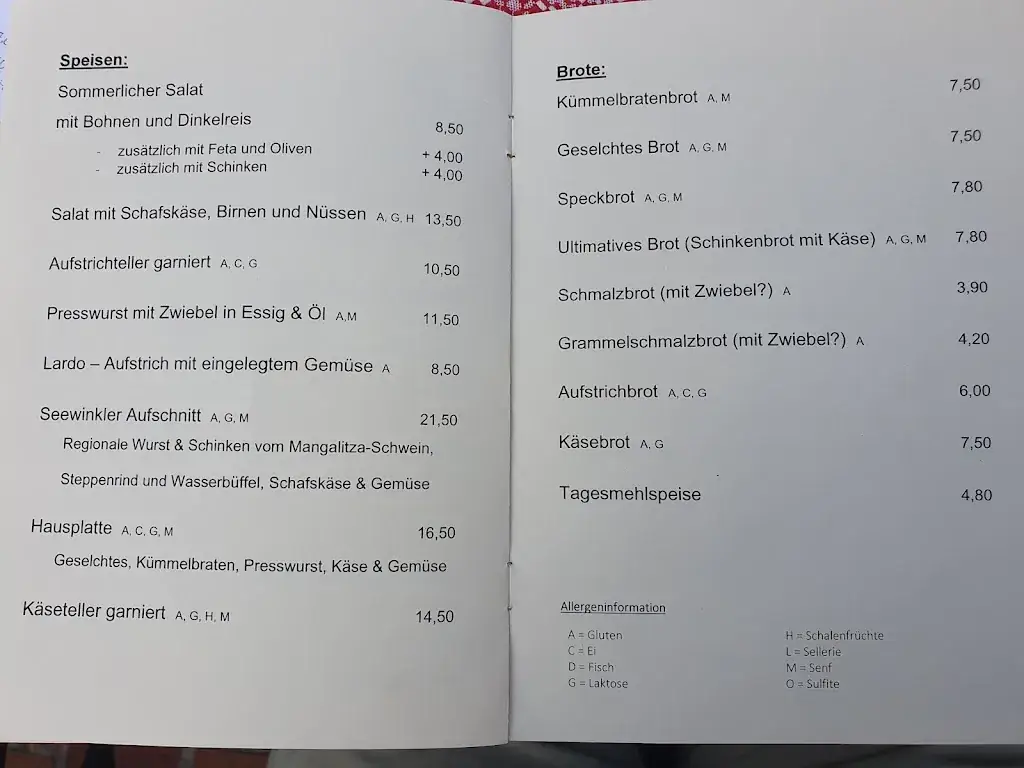 Speisen:
Sommerlicher Salat
mit Bohnen und Dinkelreis 8,50
- zusätzlich mit Feta und Oliven + 4,00
- zusätzlich mit Schinken + 4,00
Salat mit Schafskäse, Birnen und Nüssen A, G, H 13,50
Aufstrichteller garniert A, C, G 10,50
Presswurst mit Zwiebel in Essig & Öl A,M 11,50
Lardo – Aufstrich mit eingelegtem Gemüse A 8,50
Seewinkler Aufschnitt A, G, M 21,50
Regionale Wurst & Schinken vom Mangalitza-Schwein,
Steppenrind und Wasserbüffel, Schafskäse & Gemüse
Hausplatte A, C, G, M 16,50
Geselchtes, Kümmelbraten, Presswurst, Käse & Gemüse
Käseteller garniert A, G, H, M 14,50
Brote:
Kümmelbratenbrot A, M 7,50
Geselchtes Brot A, G, M 7,50
Speckbrot A, G, M 7,80
Ultimatives Brot (Schinkenbrot mit Käse) A, G, M 7,80
Schmalzbrot (mit Zwiebel?) A 3,90
Grammelschmalzbrot (mit Zwiebel?) A 4,20
Aufstrichbrot A, C, G 6,00
Käsebrot A, G 7,50
Tagesmehlspeise 4,80
Allergeninformation
A = Gluten
C = Ei
D = Fisch
G = Laktose
H = Schalenfrüchte
L = Sellerie
M = Senf
O = Sulfite